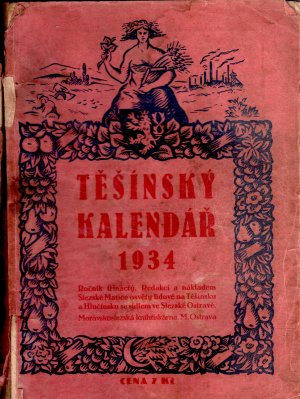 TĚŠÍNSKÝ
KALENDÁŘ
1934
Ročník Redakcí a nákladem
Slezské Matice osvěty lidové na Těšínsku
a Hlučínsku se sídlem ve Slezské Ostravě.
Moravskoslezská knihtiskárna M. Ostrava
CENA 7 Kč